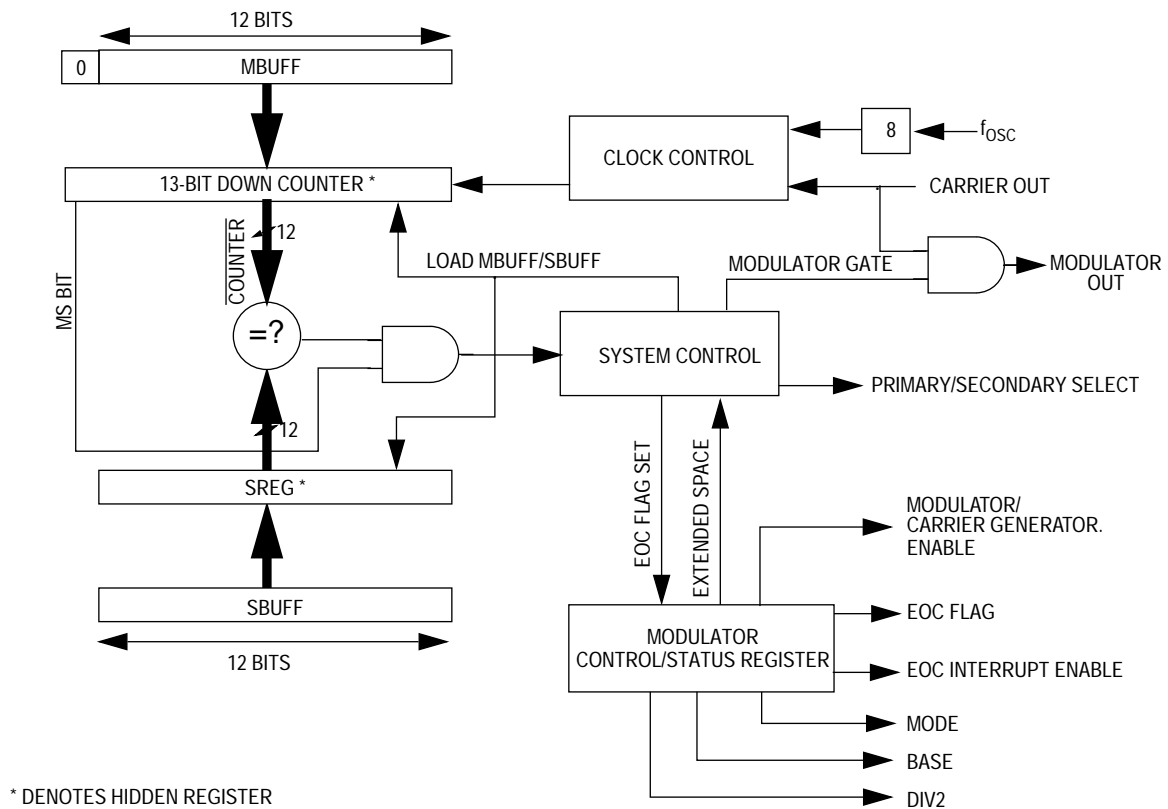 12 BITS
0
MBUFF
8
fOSC
CLOCK CONTROL
13-BIT DOWN COUNTER *
CARRIER OUT
12
COUNTER
LOAD MBUFF/SBUFF
MODULATOR GATE
MODULATOR
OUT
MS BIT
=?
SYSTEM CONTROL
PRIMARY/SECONDARY SELECT
12
EOC FLAG SET
EXTENDED SPACE
SREG *
MODULATOR/
CARRIER GENERATOR.
ENABLE
SBUFF
EOC FLAG
MODULATOR
CONTROL/STATUS REGISTER
12 BITS
EOC INTERRUPT ENABLE
MODE
BASE
DIV2
* DENOTES HIDDEN REGISTER